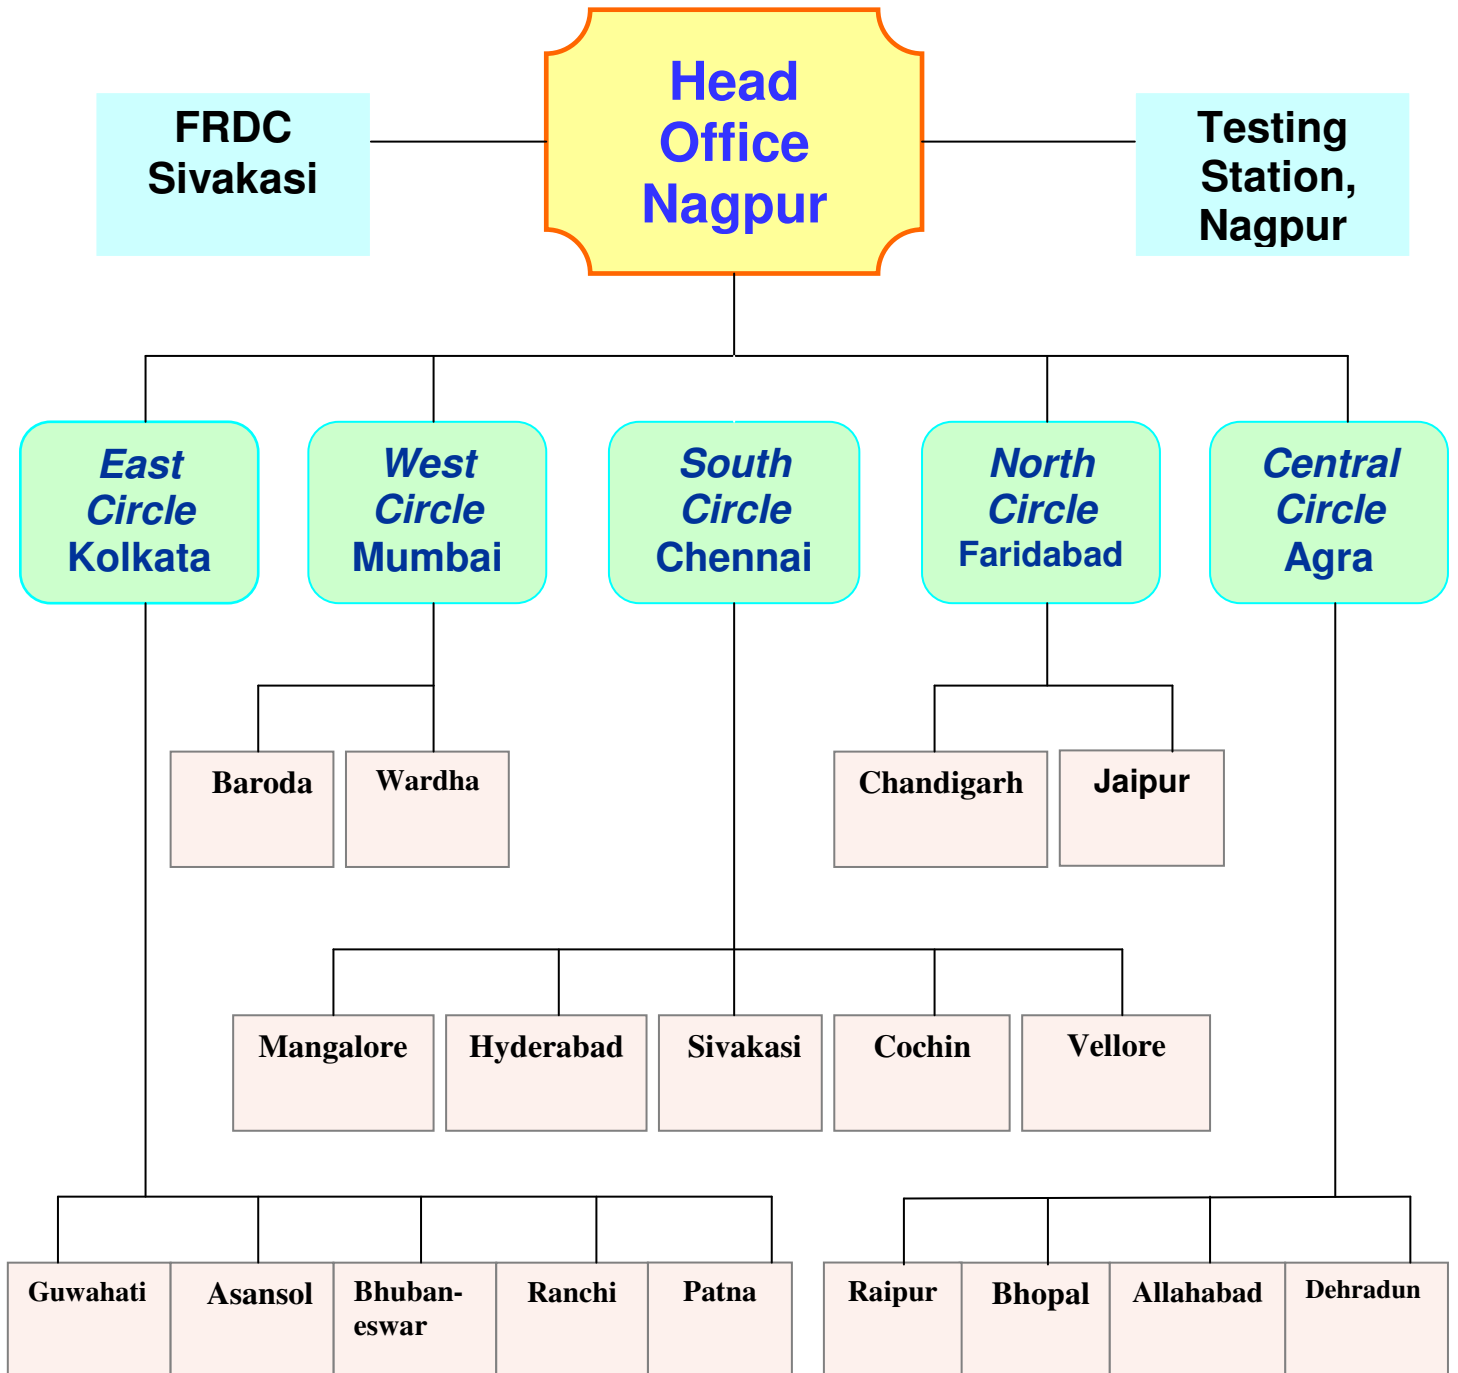 Head
Office
Nagpur
FRDC
Sivakasi
Testing
Station,
Nagpur
East
Circle
Kolkata
West
Circle
Mumbai
South
Circle
Chennai
North
Circle
Faridabad
Central
Circle
Agra
Baroda
Wardha
Chandigarh
Jaipur
Mangalore
Hyderabad
Sivakasi
Cochin
Vellore
Guwahati
Asansol
Bhuban-
eswar
Ranchi
Patna
Raipur
Bhopal
Allahabad
Dehradun